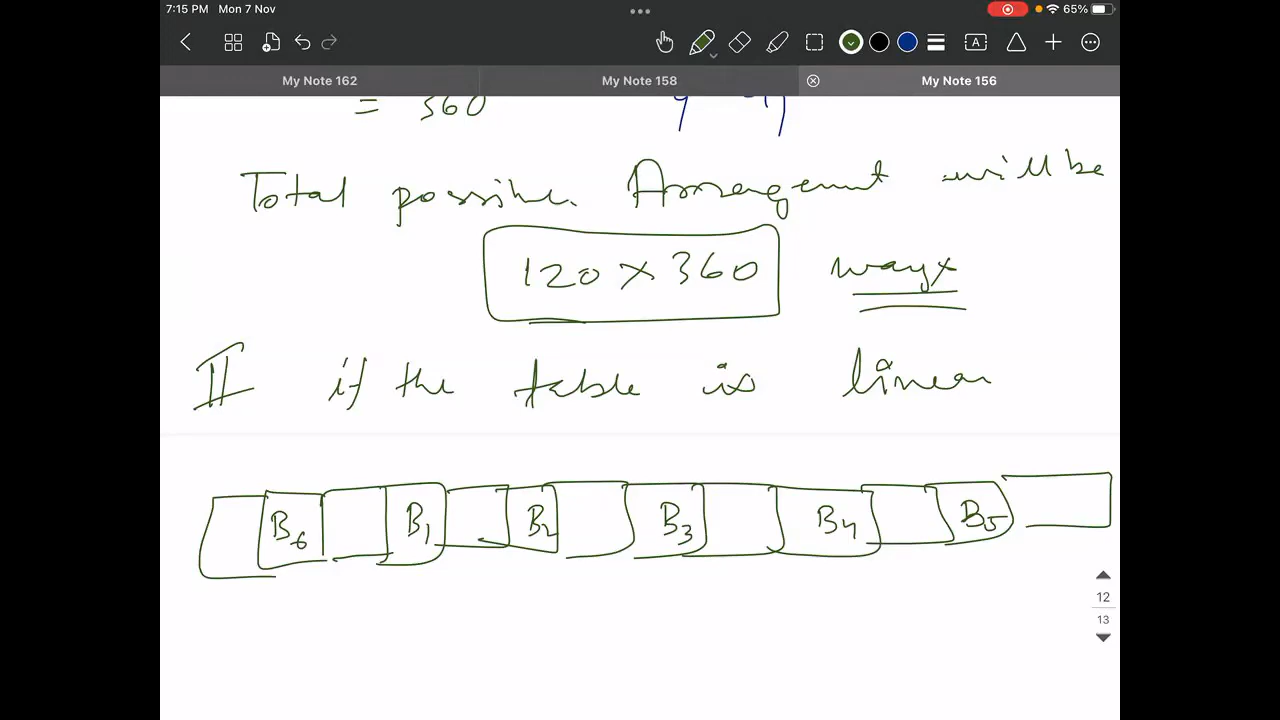 7:15 PM Mon 7 Nov
65%
A
My Note 162 My Note 158 My Note 156
= 360
Total possible. Arrangement will be
120 × 360 ways
II if the table is linear
B6 B1 B2 B3 B4 B5
12
13